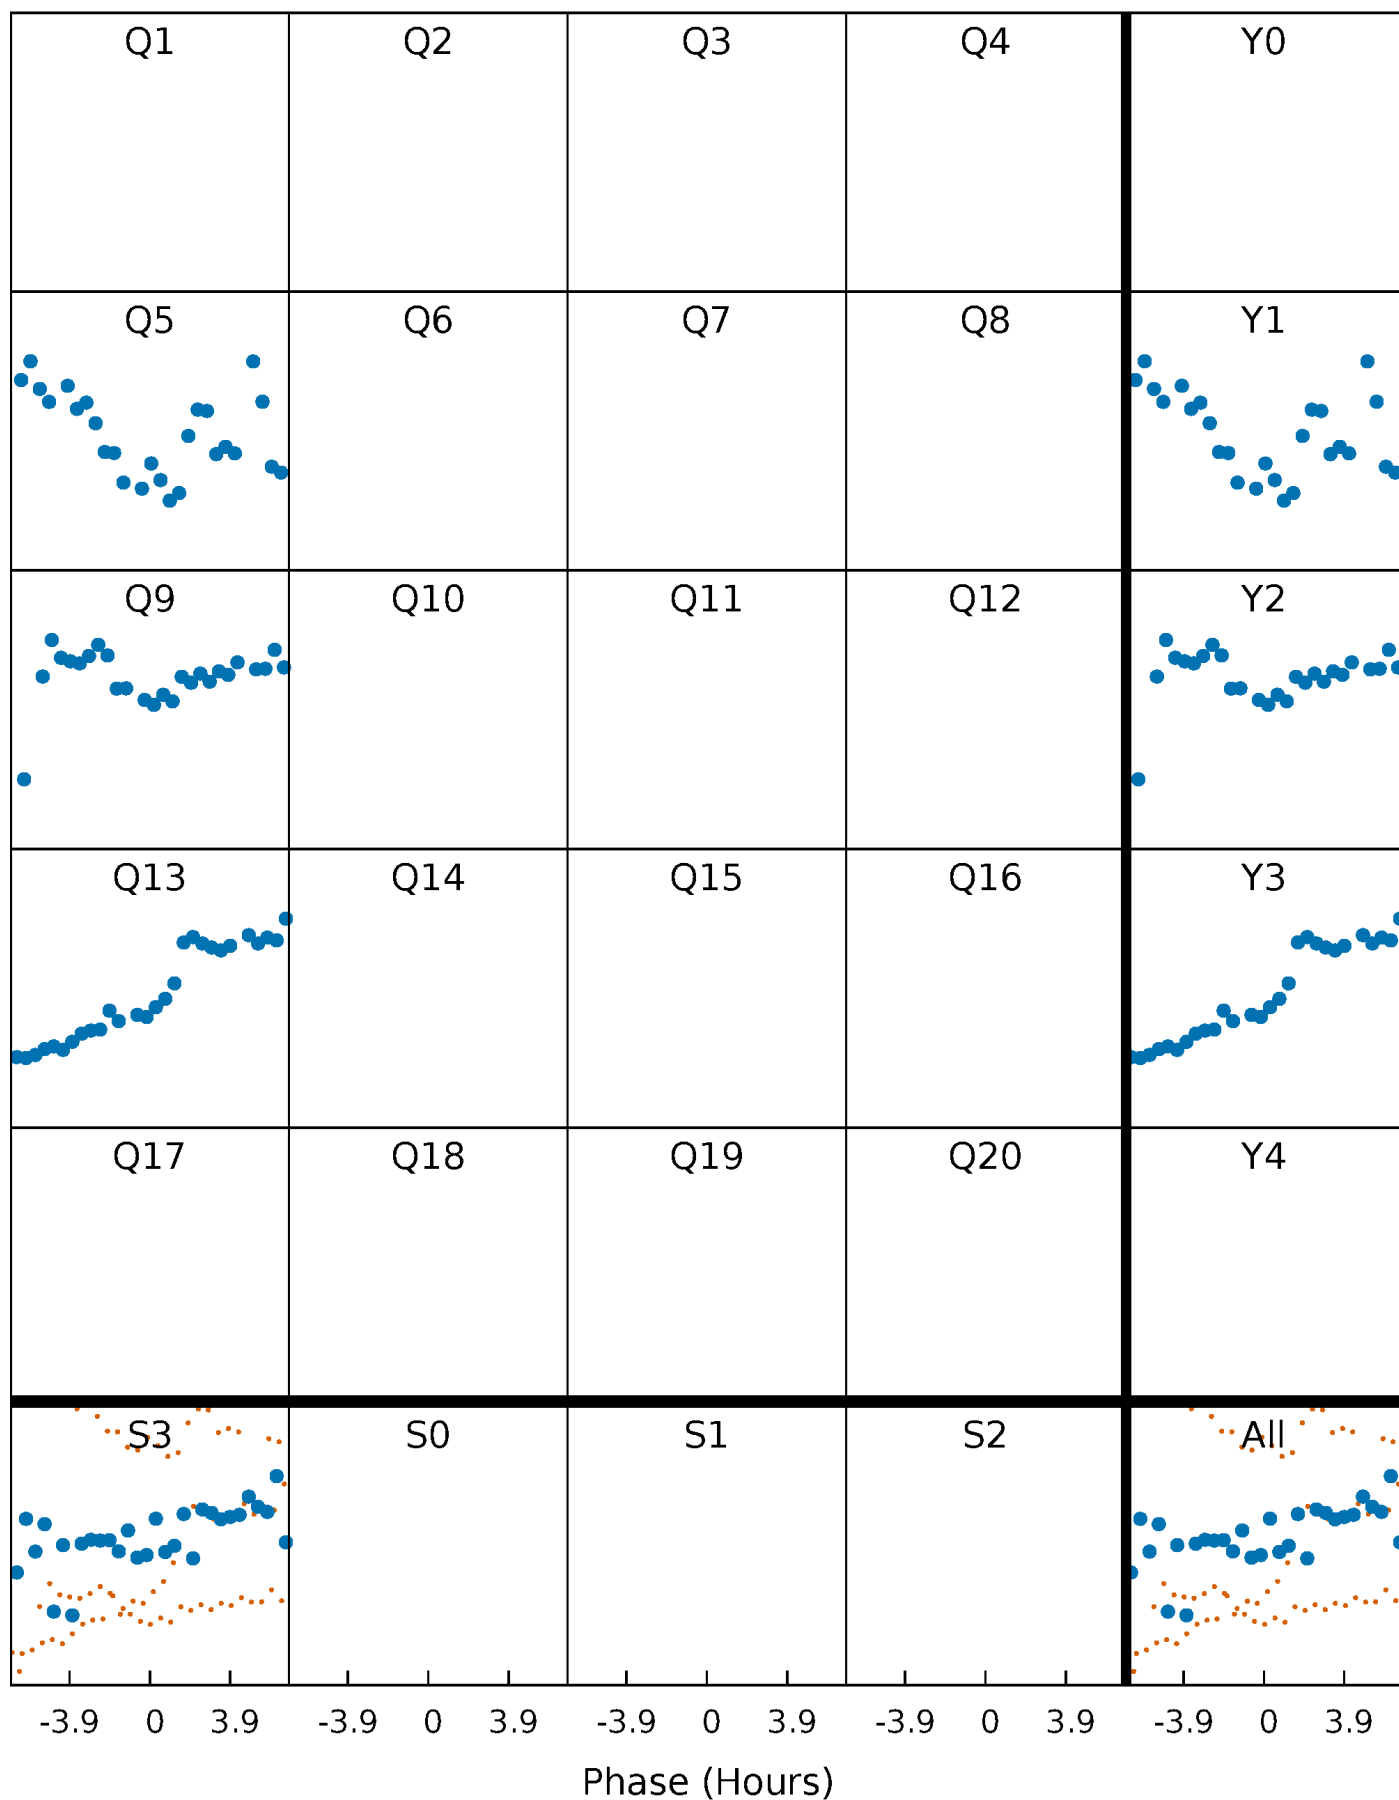 Q1 Q2 Q3 Q4 Y0
Q5 Q6 Q7 Q8 Y1
Q9 Q10 Q11 Q12 Y2
Q13 Q14 Q15 Q16 Y3
Q17 Q18 Q19 Q20 Y4
S3 S0 S1 S2 All
-3.9 0 3.9 -3.9 0 3.9 -3.9 0 3.9 -3.9 0 3.9 -3.9 0 3.9
Phase (Hours)